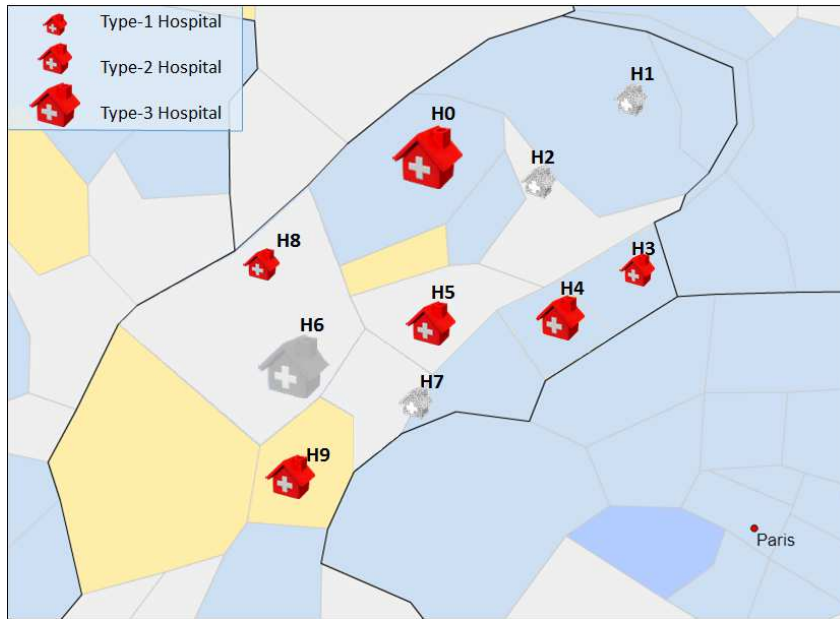 Type-1 Hospital
Type-2 Hospital
Type-3 Hospital
H1
H0
H2
H8
H3
H5
H4
H6
H7
H9
Paris